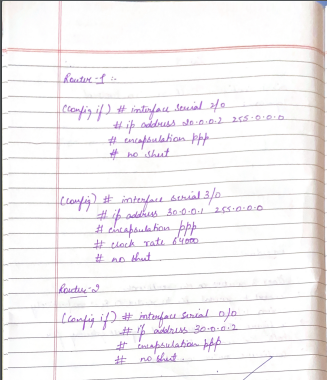 Router-1 :-
(config if) # interface serial 2/0
# ip address 20.0.0.2 255.0.0.0
# encapsulation ppp
# no shut
(config) # interface serial 3/0
# ip address 30.0.0.1 255.0.0.0
# encapsulation ppp
# clock rate 64000
# no shut.
Router-2
(config if) # interface serial 0/0
# ip address 30.0.0.2
# encapsulation ppp
# no shut.